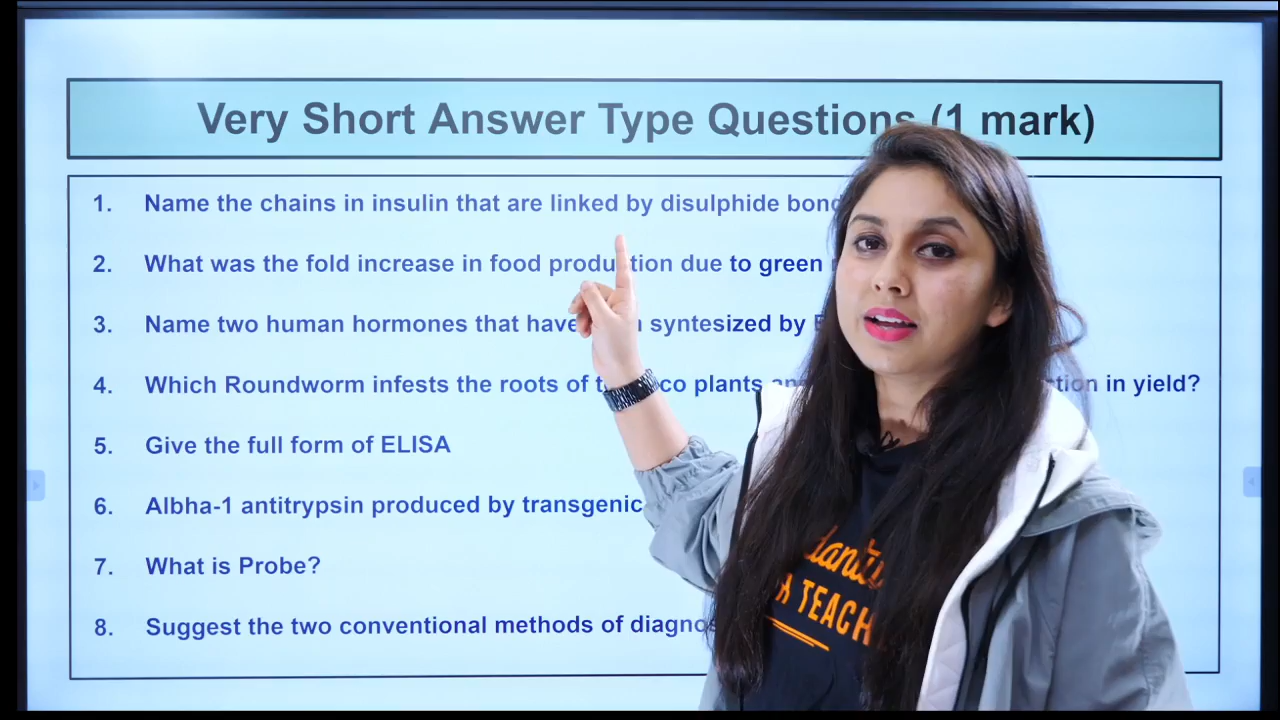 Very Short Answer Type Questions (1 mark)
1. Name the chains in insulin that are linked by disulphide
2. What was the fold increase in food production due to green
3. Name two human hormones that have syntesized by
4. Which Roundworm infests the roots of plants in yield?
5. Give the full form of ELISA
6. Albha-1 antitrypsin produced by transgenic
7. What is Probe?
8. Suggest the two conventional methods of
TEACH